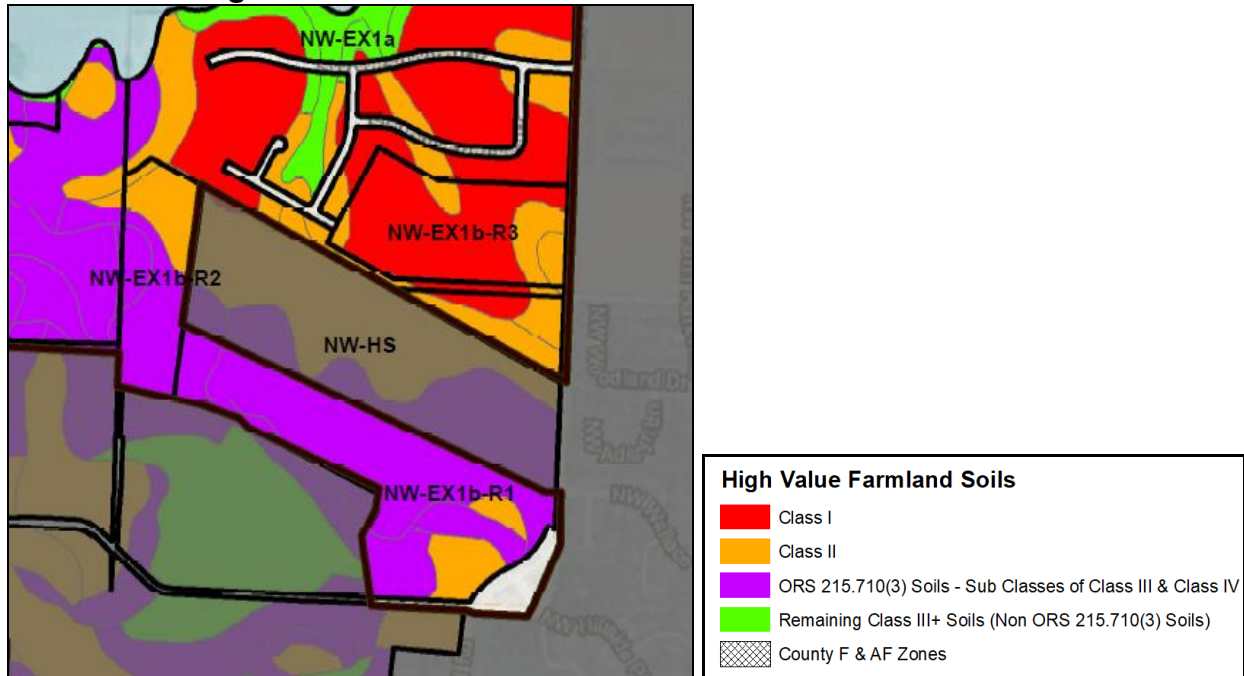 NW-EX1a
NW-EX1b-R3
NW-EX1b-R2
NW-HS
NW-EX1b-R1
High Value Farmland Soils
Class I
Class II
ORS 215.710(3) Soils - Sub Classes of Class III & Class IV
Remaining Class III+ Soils (Non ORS 215.710(3) Soils)
County F & AF Zones